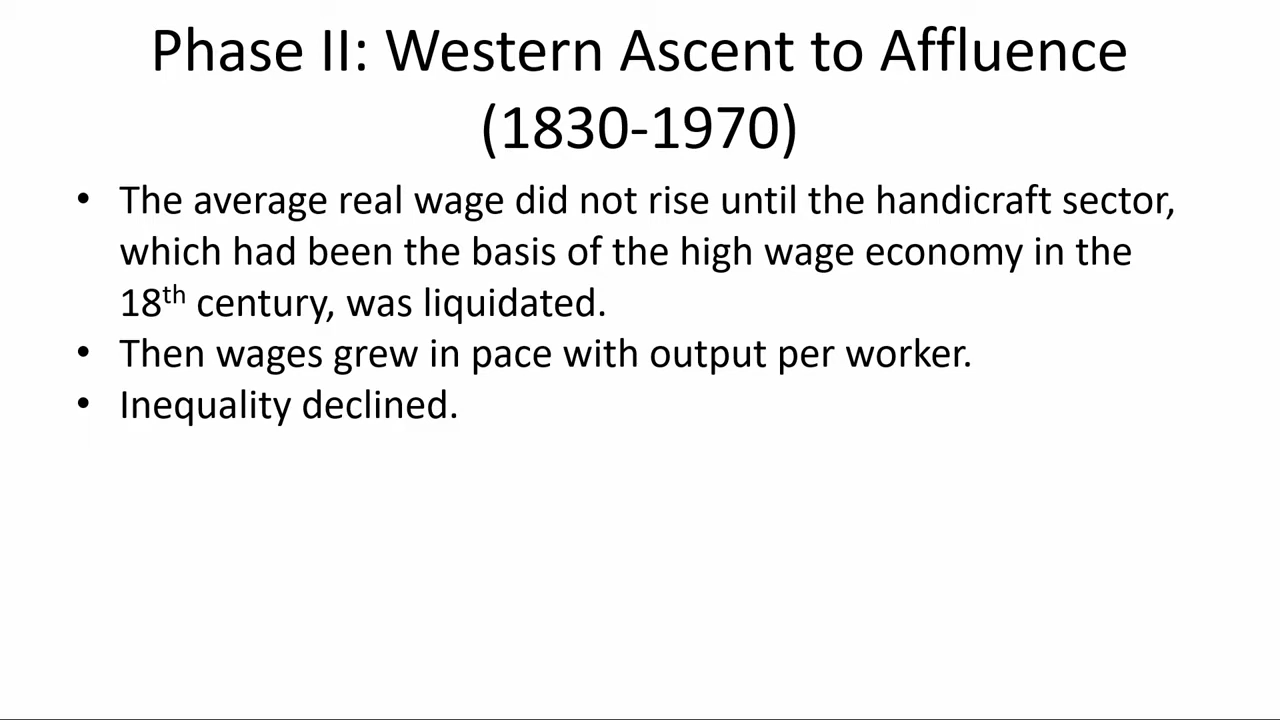 Phase II: Western Ascent to Affluence
(1830-1970)
• The average real wage did not rise until the handicraft sector,
which had been the basis of the high wage economy in the
18th century, was liquidated.
• Then wages grew in pace with output per worker.
• Inequality declined.